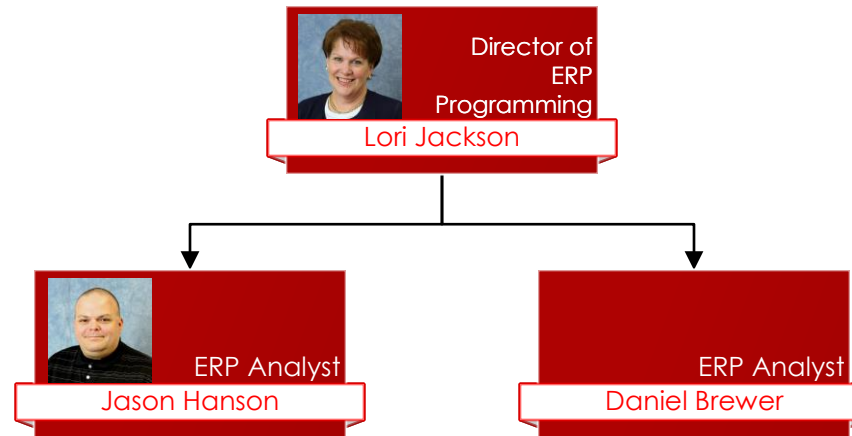 Director of
ERP
Programming
Lori Jackson
ERP Analyst
Jason Hanson
ERP Analyst
Daniel Brewer